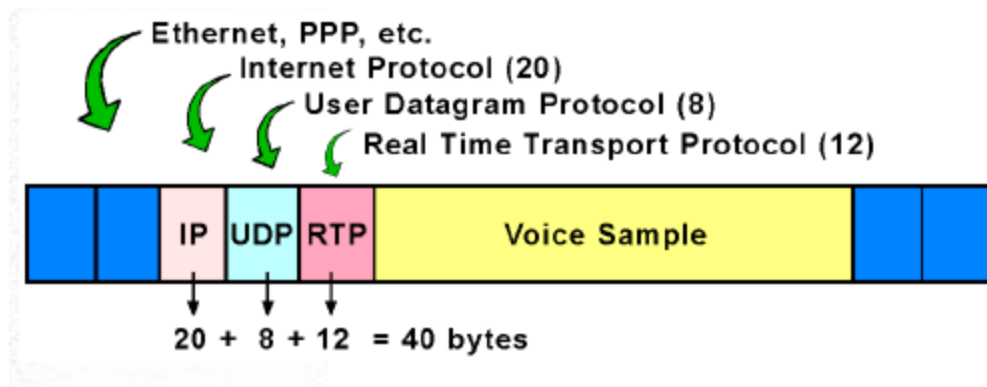 Ethernet, PPP, etc.
Internet Protocol (20)
User Datagram Protocol (8)
Real Time Transport Protocol (12)
IP UDP RTP Voice Sample
20 + 8 + 12 = 40 bytes